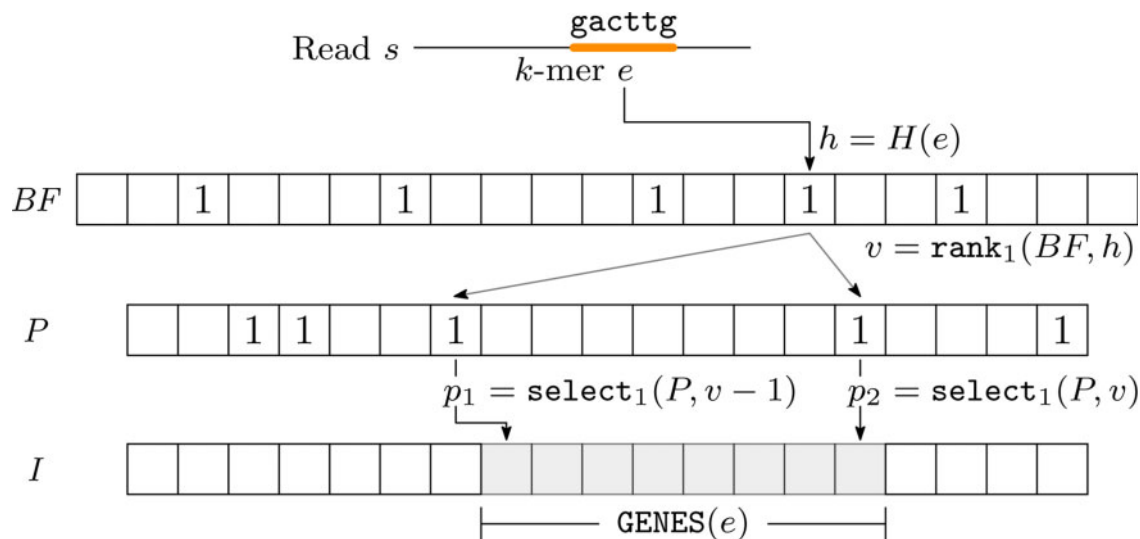 gacttg
Read s
k-mer e
h = H(e)
BF 1 1 1 1 1
v = rank₁(BF, h)
P 1 1 1 1 1
p₁ = select₁(P, v − 1) p₂ = select₁(P, v)
I
GENES(e)